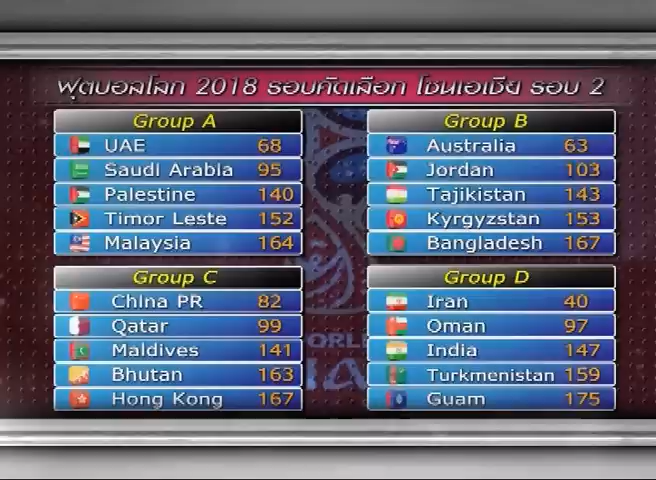 ฟุตบอลโลก 2018 รอบคัดเลือก โซนเอเชีย รอบ 2
Group A
UAE 68
Saudi Arabia 95
Palestine 140
Timor Leste 152
Malaysia 164
Group B
Australia 63
Jordan 103
Tajikistan 143
Kyrgyzstan 153
Bangladesh 167
Group C
China PR 82
Qatar 99
Maldives 141
Bhutan 163
Hong Kong 167
Group D
Iran 40
Oman 97
India 147
Turkmenistan 159
Guam 175